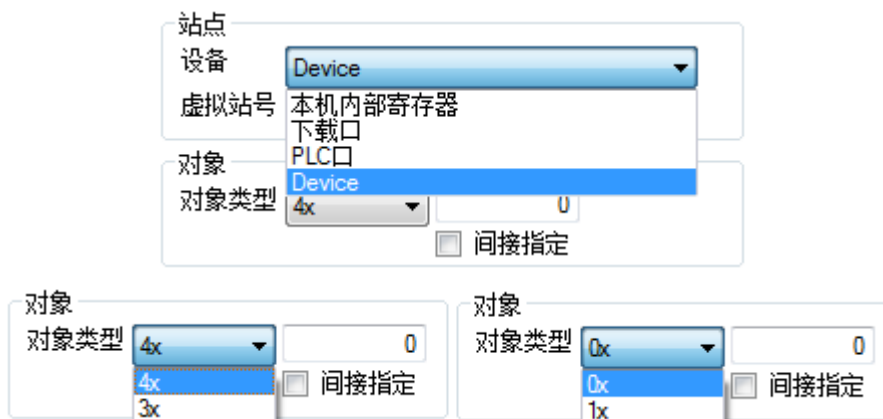 站点
设备 Device
虚拟站号 本机内部寄存器
下载口
PLC口
Device
对象
对象类型 4x 0
间接指定
对象
对象类型 4x 0
4x 间接指定
3x
对象
对象类型 0x 0
0x 间接指定
1x